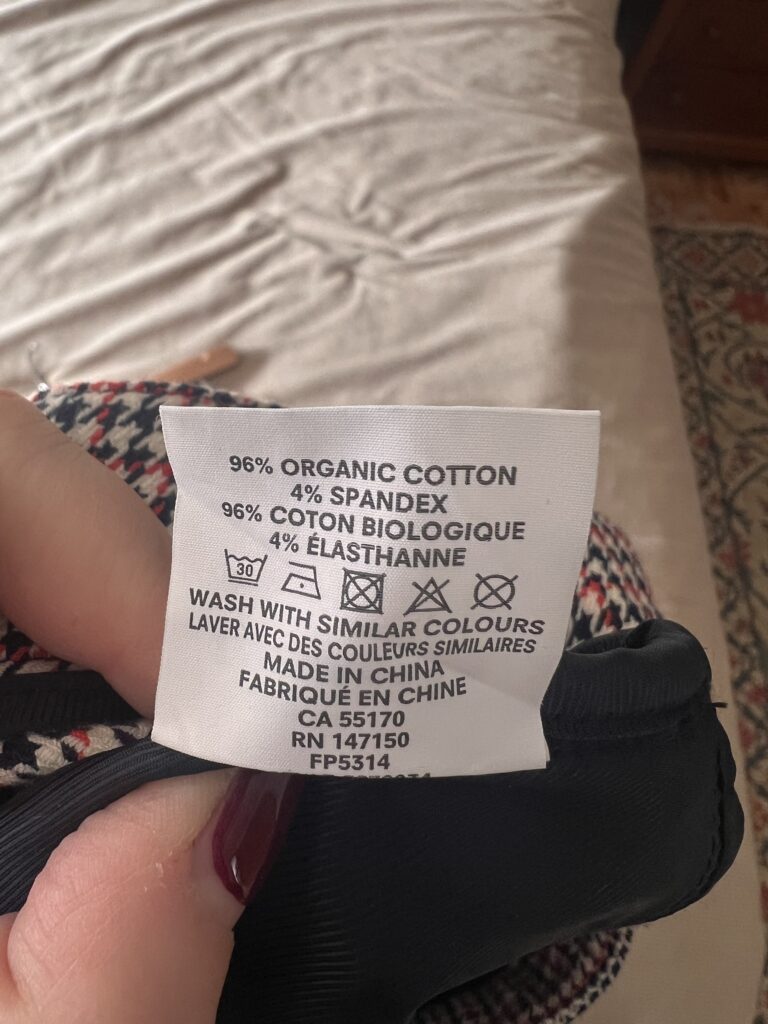 96% ORGANIC COTTON
4% SPANDEX
96% COTON BIOLOGIQUE
4% ÉLASTHANNE
30
WASH WITH SIMILAR COLOURS
LAVER AVEC DES COULEURS SIMILAIRES
MADE IN CHINA
FABRIQUÉ EN CHINE
CA 55170
RN 147150
FP5314